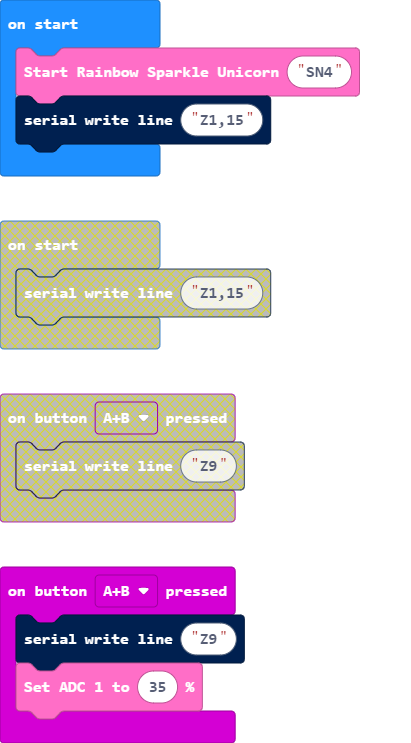 on start
Start Rainbow Sparkle Unicorn "SN4"
serial write line "Z1,15"
on start
serial write line "Z1,15"
on button A+B pressed
serial write line "Z9"
on button A+B pressed
serial write line "Z9"
Set ADC 1 to 35 %